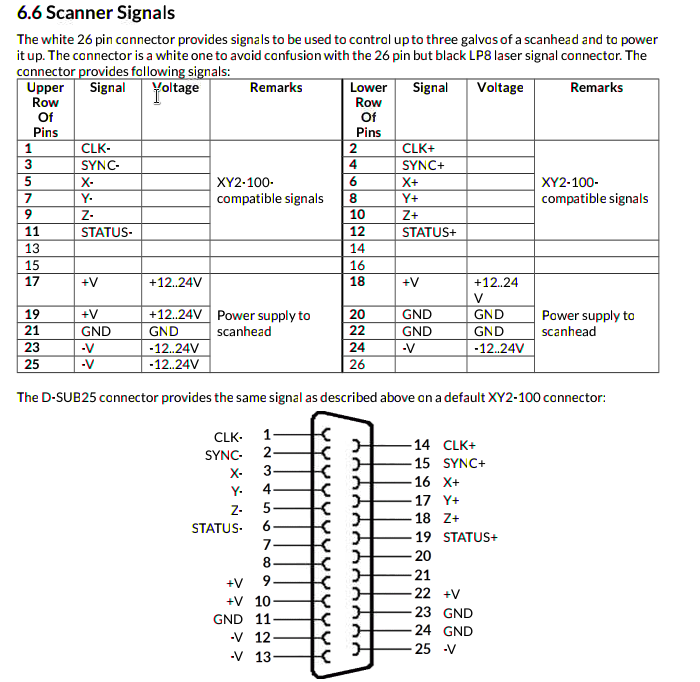 6.6 Scanner Signals
The white 26 pin connector provides signals to be used to control up to three galvos of a scanhead and to power
it up. The connector is a white one to avoid confusion with the 26 pin but black LP8 laser signal connector. The
connector provides following signals:
Upper Row Of Pins Signal Voltage Remarks Lower Row Of Pins Signal Voltage Remarks
1 CLK- 2 CLK+
3 SYNC- 4 SYNC+
5 X- XY2-100- 6 X+ XY2-100-
7 Y- compatible signals 8 Y+ compatible signals
9 Z- 10 Z+
11 STATUS- 12 STATUS+
13 14
15 16
17 +V +12..24V 18 +V +12..24 V
19 +V +12..24V Power supply to 20 GND GND Power supply to
21 GND GND scanhead 22 GND GND scanhead
23 -V -12..24V 24 -V -12..24V
25 -V -12..24V 26
The D-SUB25 connector provides the same signal as described above on a default XY2-100 connector:
CLK- 1 14 CLK+
SYNC- 2 15 SYNC+
X- 3 16 X+
Y- 4 17 Y+
Z- 5 18 Z+
STATUS- 6 19 STATUS+
7 20
8 21
+V 9 22 +V
+V 10 23 GND
GND 11 24 GND
-V 12 25 -V
-V 13